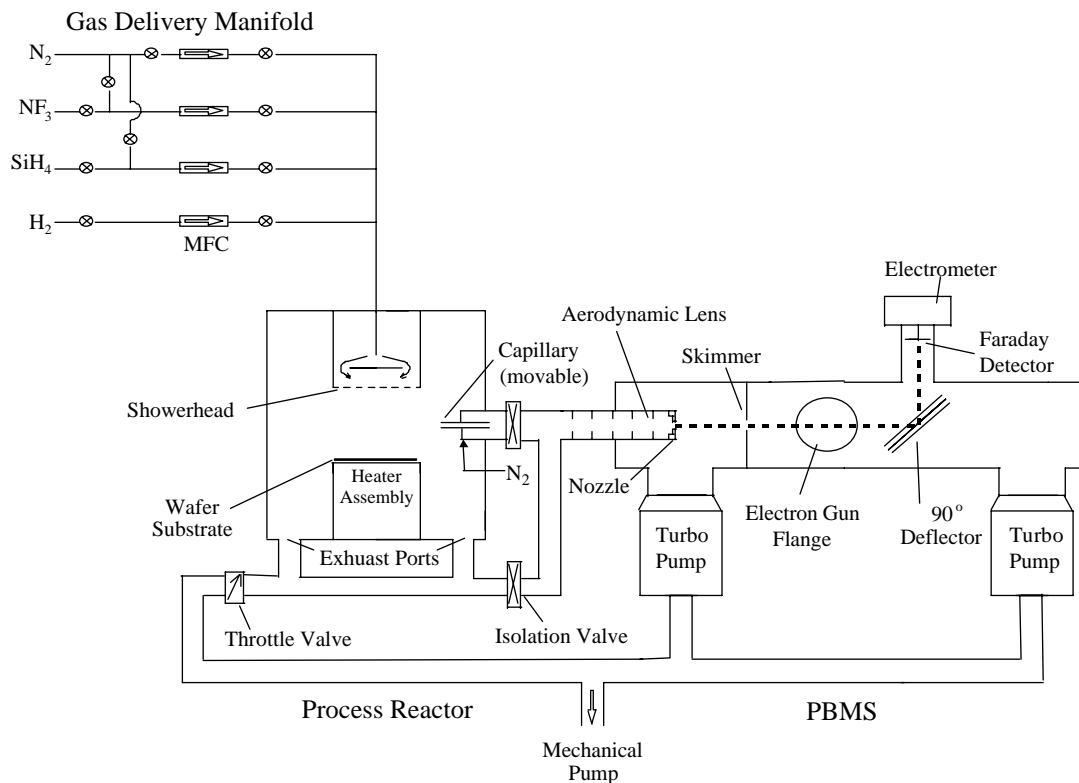 Gas Delivery Manifold
N₂
NF₃
SiH₄
H₂
MFC
Electrometer
Aerodynamic Lens
Faraday
Detector
Skimmer
Capillary
(movable)
Showerhead
N₂
Nozzle
Heater
Assembly
Wafer
Substrate
Electron Gun
Flange
90°
Deflector
Turbo
Pump
Turbo
Pump
Exhuast Ports
Throttle Valve
Isolation Valve
Process Reactor
PBMS
Mechanical
Pump